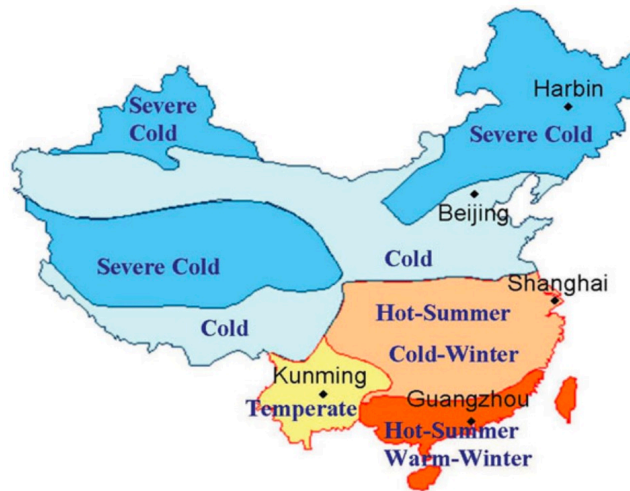 Severe
Cold
Harbin
Severe Cold
Beijing
Severe Cold
Cold
Shanghai
Cold
Hot-Summer
Cold-Winter
Kunming
Temperate
Guangzhou
Hot-Summer
Warm-Winter